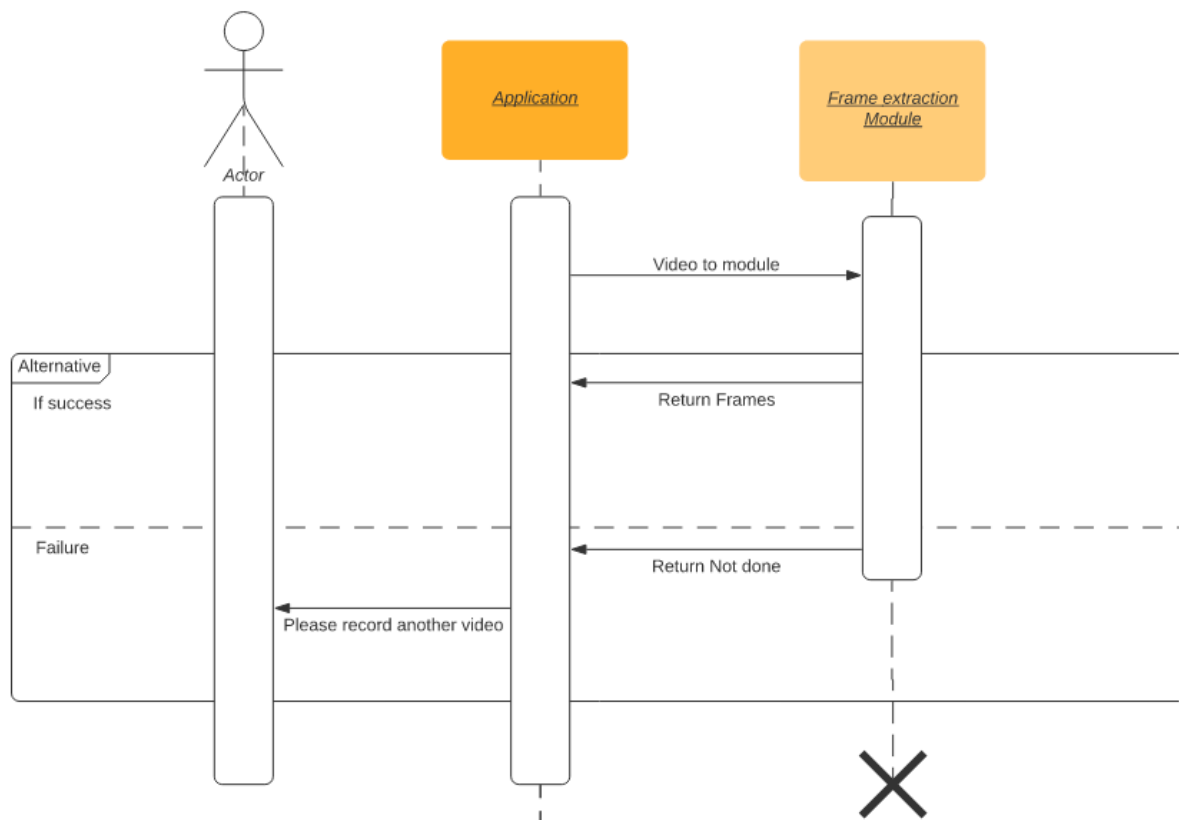 Actor
Application
Frame extraction
Module
Video to module
Alternative
If success
Return Frames
Failure
Return Not done
Please record another video